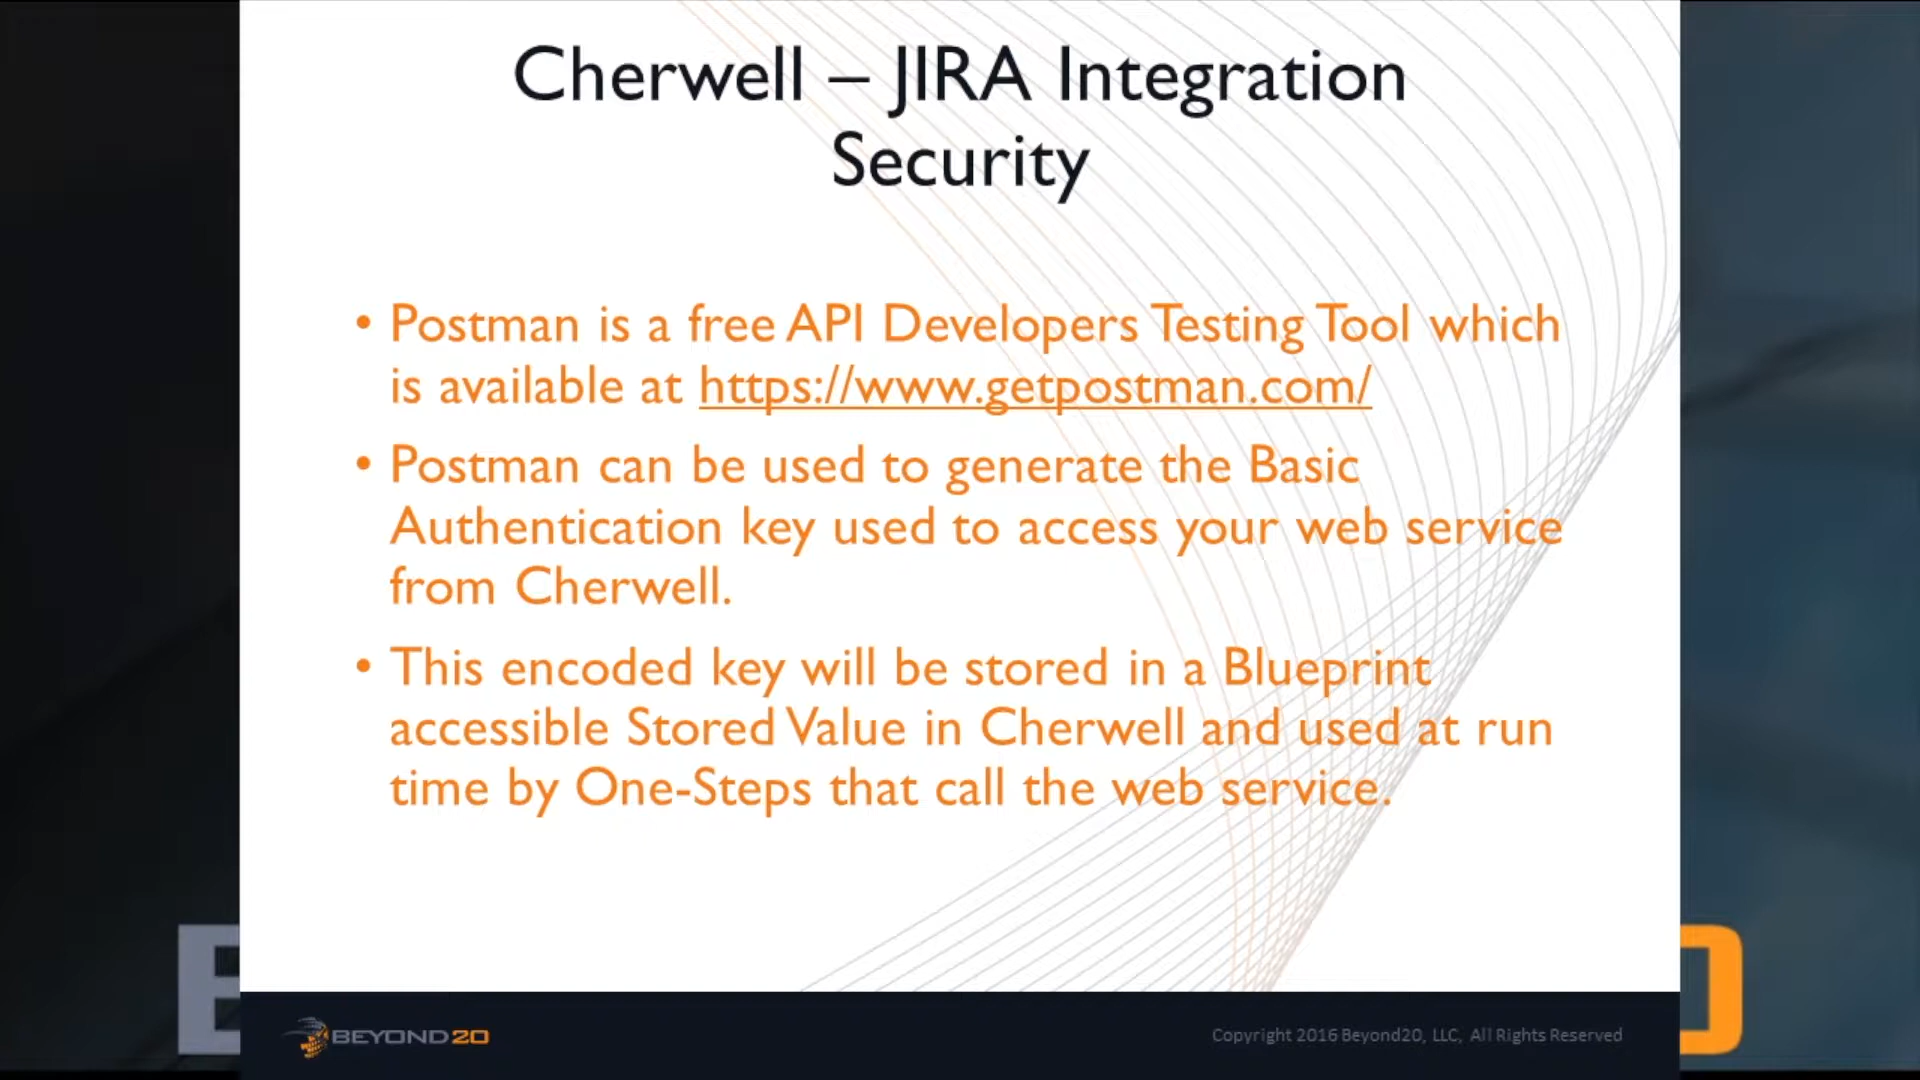 Cherwell – JIRA Integration
Security
• Postman is a free API Developers Testing Tool which
is available at https://www.getpostman.com/
• Postman can be used to generate the Basic
Authentication key used to access your web service
from Cherwell.
• This encoded key will be stored in a Blueprint
accessible Stored Value in Cherwell and used at run
time by One-Steps that call the web service.
BEYOND20
Copyright 2016 Beyond20, LLC, All Rights Reserved